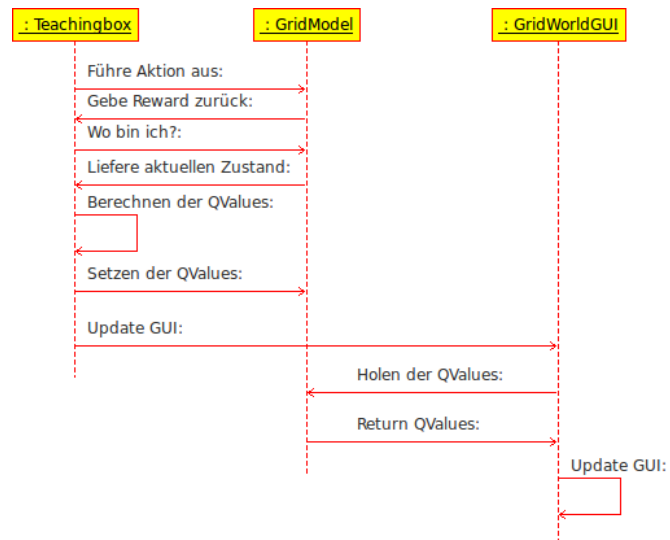 : Teachingbox
: GridModel
: GridWorldGUI
Führe Aktion aus:
Gebe Reward zurück:
Wo bin ich?:
Liefere aktuellen Zustand:
Berechnen der QValues:
Setzen der QValues:
Update GUI:
Holen der QValues:
Return QValues:
Update GUI: